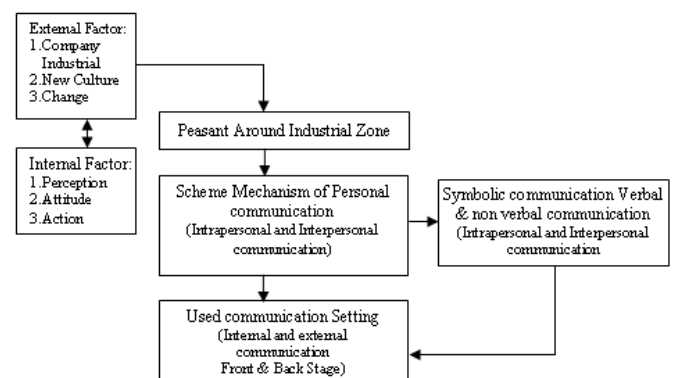 External Factor:
1.Company
Industrial
2.New Culture
3.Change
Peasant Around Industrial Zone
Internal Factor:
1.Perception
2.Attitude
3.Action
Scheme Mechanism of Personal
communication
(Intrapersonal and Interpersonal
communication)
Symbolic communication Verbal
& non verbal communication
(Intrapersonal and Interpersonal
communication
Used communication Setting
(Internal and external
communication
Front & Back Stage)